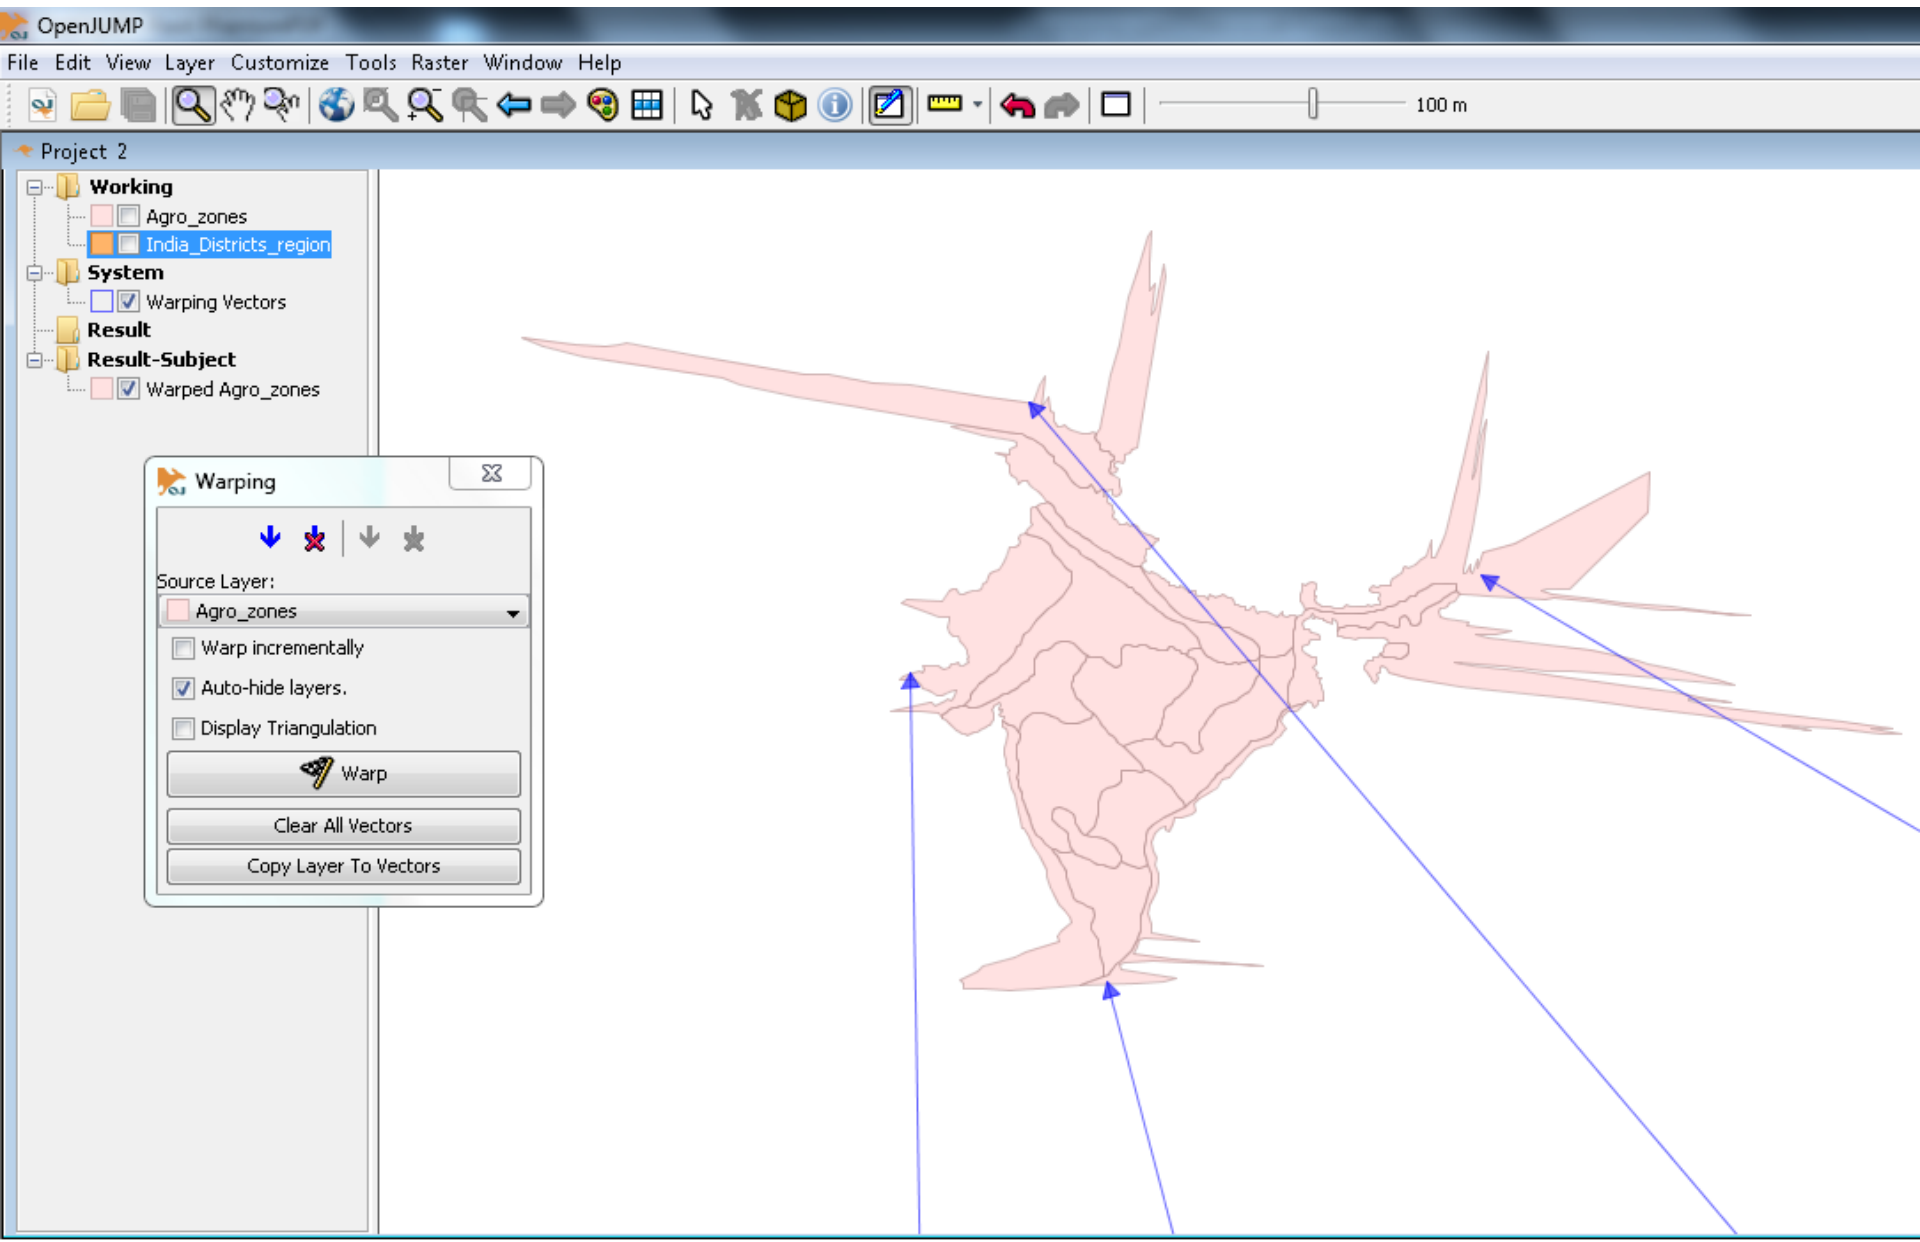 OpenJUMP
File Edit View Layer Customize Tools Raster Window Help
100 m
Project 2
Working
Agro_zones
India_Districts_region
System
Warping Vectors
Result
Result-Subject
Warped Agro_zones
Warping
Source Layer:
Agro_zones
Warp incrementally
Auto-hide layers.
Display Triangulation
Warp
Clear All Vectors
Copy Layer To Vectors